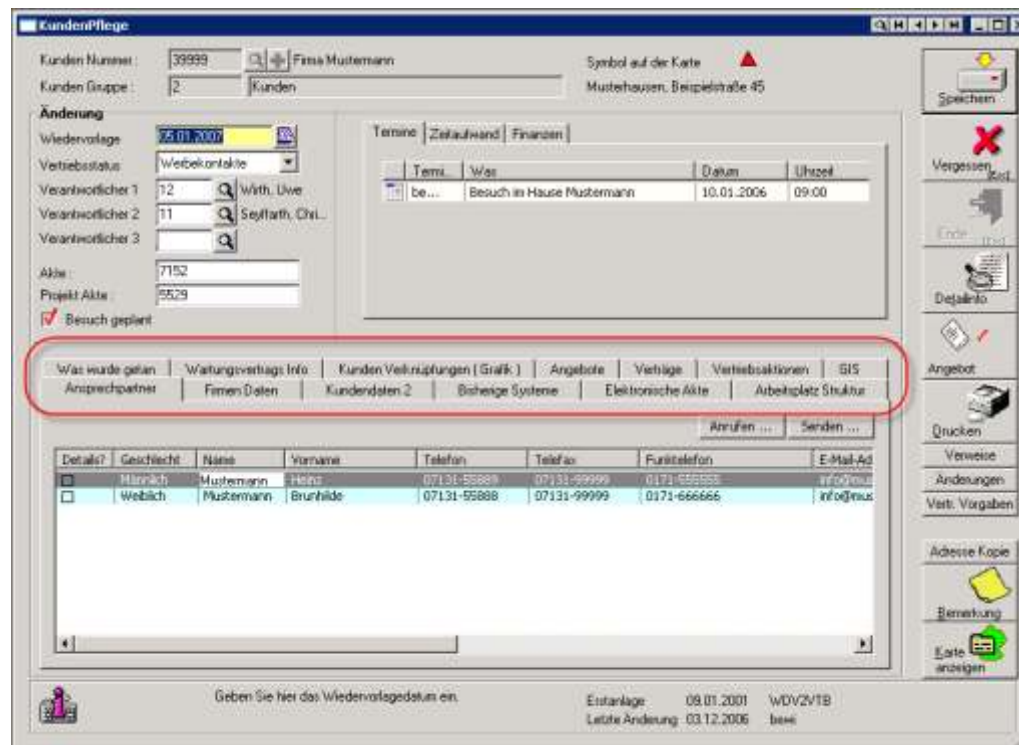 KundenPflege
Kunden Nummer : 39999 Firma Mustermann Symbol auf der Karte
Kunden Gruppe : 2 Kunden Musterhausen, Beispielstraße 45
Änderung
Wiedervorlage 05.01.2007
Vertriebsstatus Werbekontakte
Verantwortlicher 1 12 Wirth, Uwe
Verantwortlicher 2 11 Seyffarth, Chri...
Verantwortlicher 3
Akte : 7152
Projekt Akte : 5529
Besuch geplant
Termine Zeitaufwand Finanzen
Termi... Was Datum Uhrzeit
be... Besuch im Hause Mustermann 10.01.2006 09:00
Was wurde getan Wartungsvertrags Info Kunden Verknüpfungen ( Grafik ) Angebote Verträge Vertriebsaktionen GIS
Ansprechpartner Firmen Daten Kundendaten 2 Bisherige Systeme Elektronische Akte Arbeitsplatz Struktur
Anrufen ... Senden ...
Details? Geschlecht Name Vorname Telefon Telefax Funktelefon E-Mail-Ad
Männlich Mustermann Heinz 07131-55889 07131-99999 0171-555555 info@mus
Weiblich Mustermann Brunhilde 07131-55888 07131-99999 0171-666666 info@mus
Speichern
Vergessen
Ende
Detailinfo
Angebot
Drucken
Verweise
Änderungen
Vertr. Vorgaben
Adresse Kopie
Bemerkung
Karte
anzeigen
Geben Sie hier das Wiedervorlagedatum ein.
Erstanlage 09.01.2001 WDV2VTB
Letzte Änderung 03.12.2006